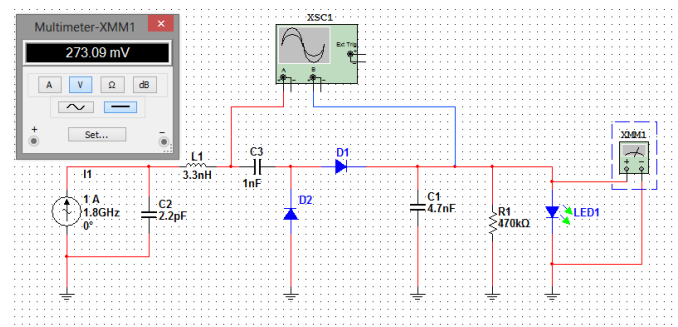 XSC1
Multimeter-XMM1 ×
273.09 mV
A V Ω dB
+ Set... -
Ext Trig
A B
XMM1
I1
1 A
1.8GHz
0°
C2
2.2pF
L1
3.3nH
C3
1nF
D1
D2
C1
4.7nF
R1
470kΩ
LED1